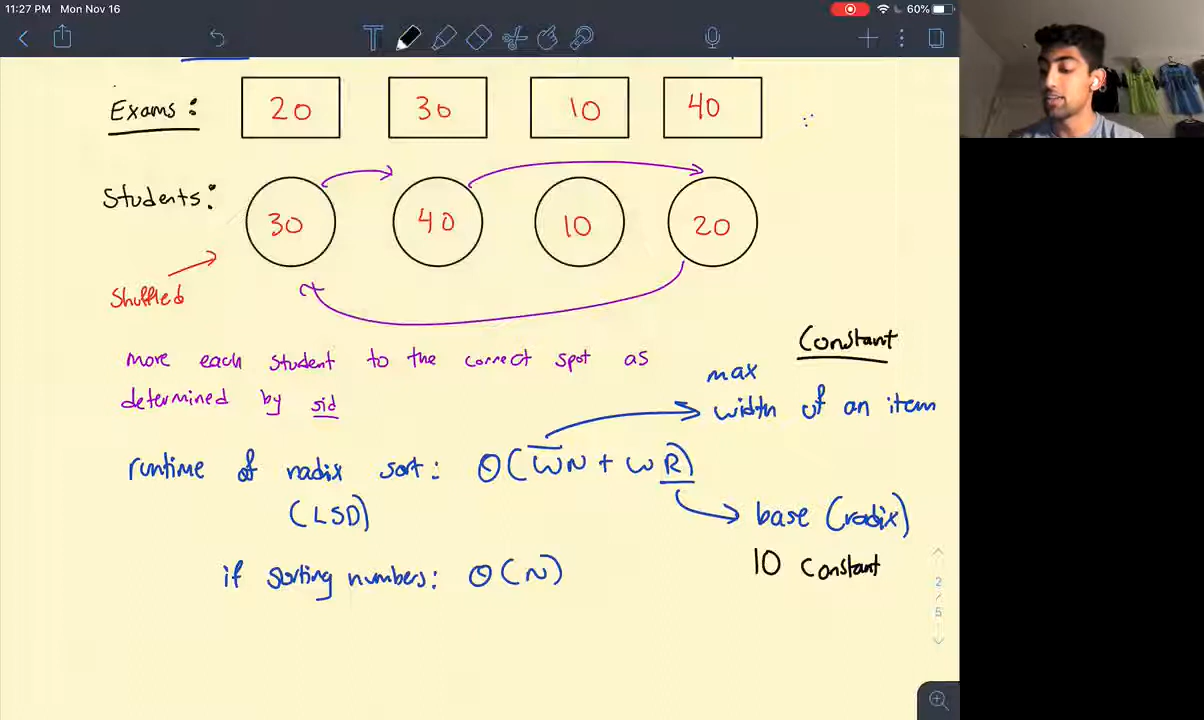 11:27 PM Mon Nov 16
60%
Exams: 20 30 10 40
Students: 30 40 10 20
Shuffled
move each student to the correct spot as
determined by sid
Constant
max
width of an item
runtime of radix sort: Θ(WN + WR)
(LSD)
base (radix)
10 constant
if sorting numbers: Θ(N)
2
/
5